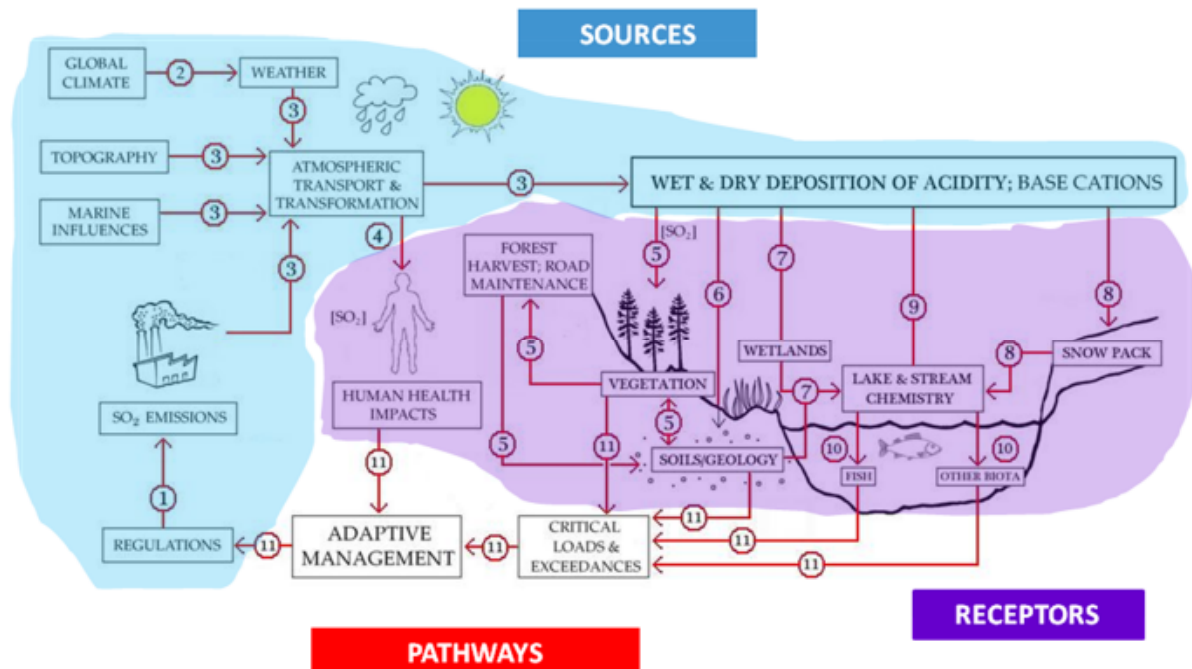 SOURCES
GLOBAL
CLIMATE
2
WEATHER
3
TOPOGRAPHY
3
ATMOSPHERIC
TRANSPORT &
TRANSFORMATION
3
WET & DRY DEPOSITION OF ACIDITY; BASE CATIONS
MARINE
INFLUENCES
3
4
3
[SO₂]
5
6
7
9
8
FOREST
HARVEST; ROAD
MAINTENANCE
[SO₂]
5
WETLANDS
8
SNOW PACK
HUMAN HEALTH
IMPACTS
VEGETATION
7
LAKE & STREAM
CHEMISTRY
SO₂ EMISSIONS
5
11
5
SOILS/GEOLOGY
10
10
FISH
OTHER BIOTA
11
1
REGULATIONS
11
ADAPTIVE
MANAGEMENT
11
CRITICAL
LOADS &
EXCEEDANCES
11
11
11
RECEPTORS
PATHWAYS